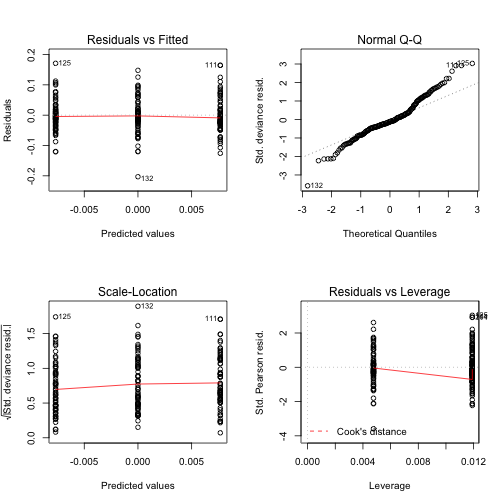 Residuals vs Fitted
Residuals
-0.2 -0.1 0.0 0.1 0.2
125
111
132
-0.005 0.000 0.005
Predicted values
Normal Q-Q
Std. deviance resid.
-3 -2 -1 0 1 2 3
125
132
-3 -2 -1 0 1 2 3
Theoretical Quantiles
Scale-Location
√|Std. deviance resid.|
0.0 0.5 1.0 1.5
132
125
111
-0.005 0.000 0.005
Predicted values
Residuals vs Leverage
Std. Pearson resid.
-4 -2 0 2
Cook's distance
0.000 0.004 0.008 0.012
Leverage